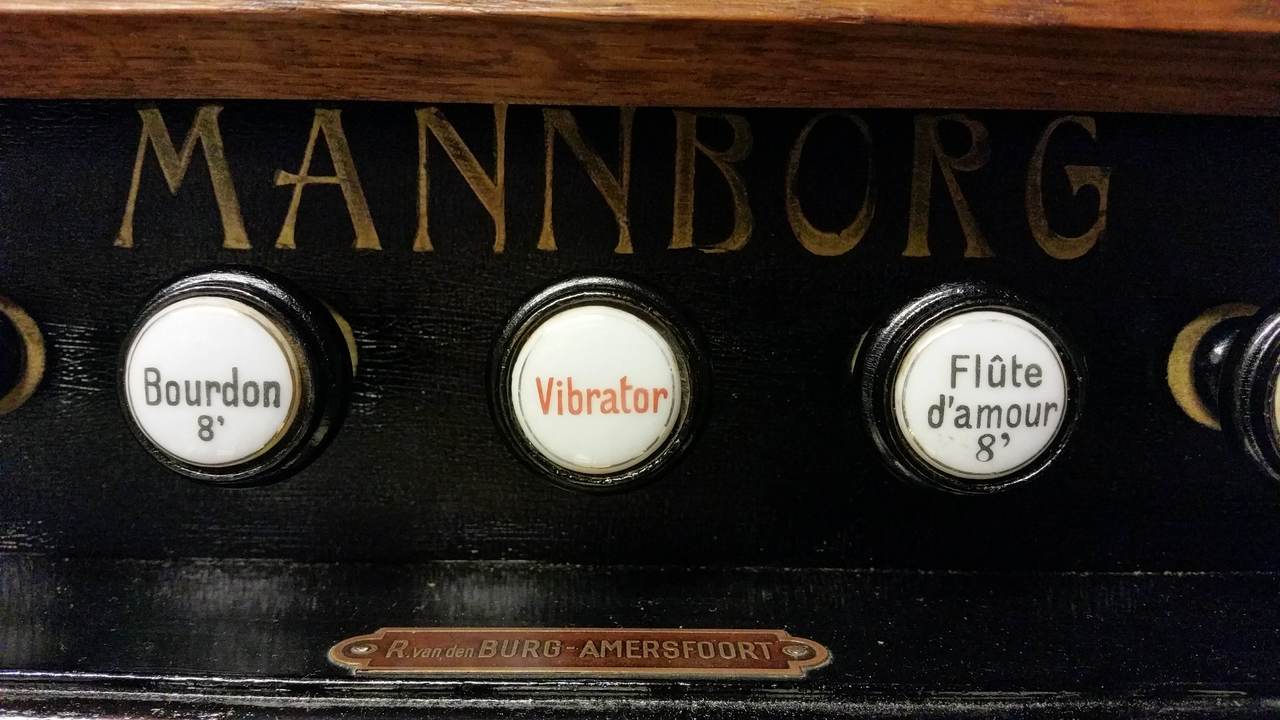 MANNBORG
Bourdon
8'
Vibrator
Flûte
d'amour
8'
R. van den BURG-AMERSFOORT